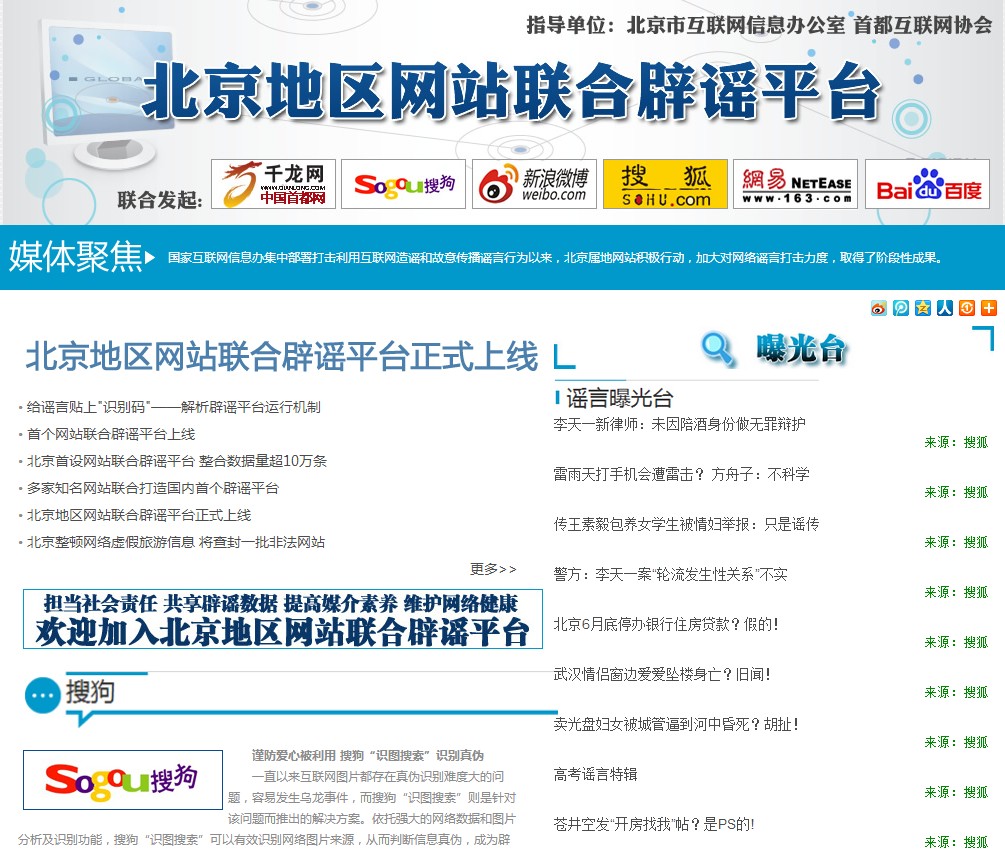 指导单位：北京市互联网信息办公室 首都互联网协会
GLOBA
北京地区网站联合辟谣平台
联合发起:
千龙网
WWW.QIANLONG.COM
中国首都网
Sogou搜狗
新浪微博
weibo.com
搜 狐
SOHU.com
網易 NETEASE
www.163.com
Bai百度
媒体聚焦
国家互联网信息办集中部署打击利用互联网造谣和故意传播谣言行为以来，北京属地网站积极行动，加大对网络谣言打击力度，取得了阶段性成果。
北京地区网站联合辟谣平台正式上线
给谣言贴上"识别码"——解析辟谣平台运行机制
首个网站联合辟谣平台上线
北京首设网站联合辟谣平台 整合数据量超10万条
多家知名网站联合打造国内首个辟谣平台
北京地区网站联合辟谣平台正式上线
北京整顿网络虚假旅游信息 将查封一批非法网站
更多>>
担当社会责任 共享辟谣数据 提高媒介素养 维护网络健康
欢迎加入北京地区网站联合辟谣平台
搜狗
Sogou搜狗
谨防爱心被利用 搜狗“识图搜索”识别真伪
一直以来互联网图片都存在真伪识别难度大的问
题，容易发生乌龙事件，而搜狗“识图搜索”则是针对
该问题而推出的解决方案。依托强大的网络数据和图片
分析及识别功能，搜狗“识图搜索”可以有效识别网络图片来源，从而判断信息真伪，成为辟
曝光台
谣言曝光台
李天一新律师：未因陪酒身份做无罪辩护
来源：搜狐
雷雨天打手机会遭雷击？ 方舟子：不科学
来源：搜狐
传王素毅包养女学生被情妇举报：只是谣传
来源：搜狐
警方：李天一案“轮流发生性关系”不实
来源：搜狐
北京6月底停办银行住房贷款？假的！
来源：搜狐
武汉情侣窗边爱爱坠楼身亡？旧闻！
来源：搜狐
卖光盘妇女被城管逼到河中昏死？胡扯！
来源：搜狐
高考谣言特辑
来源：搜狐
苍井空发“开房找我”帖？是PS的!
来源：搜狐